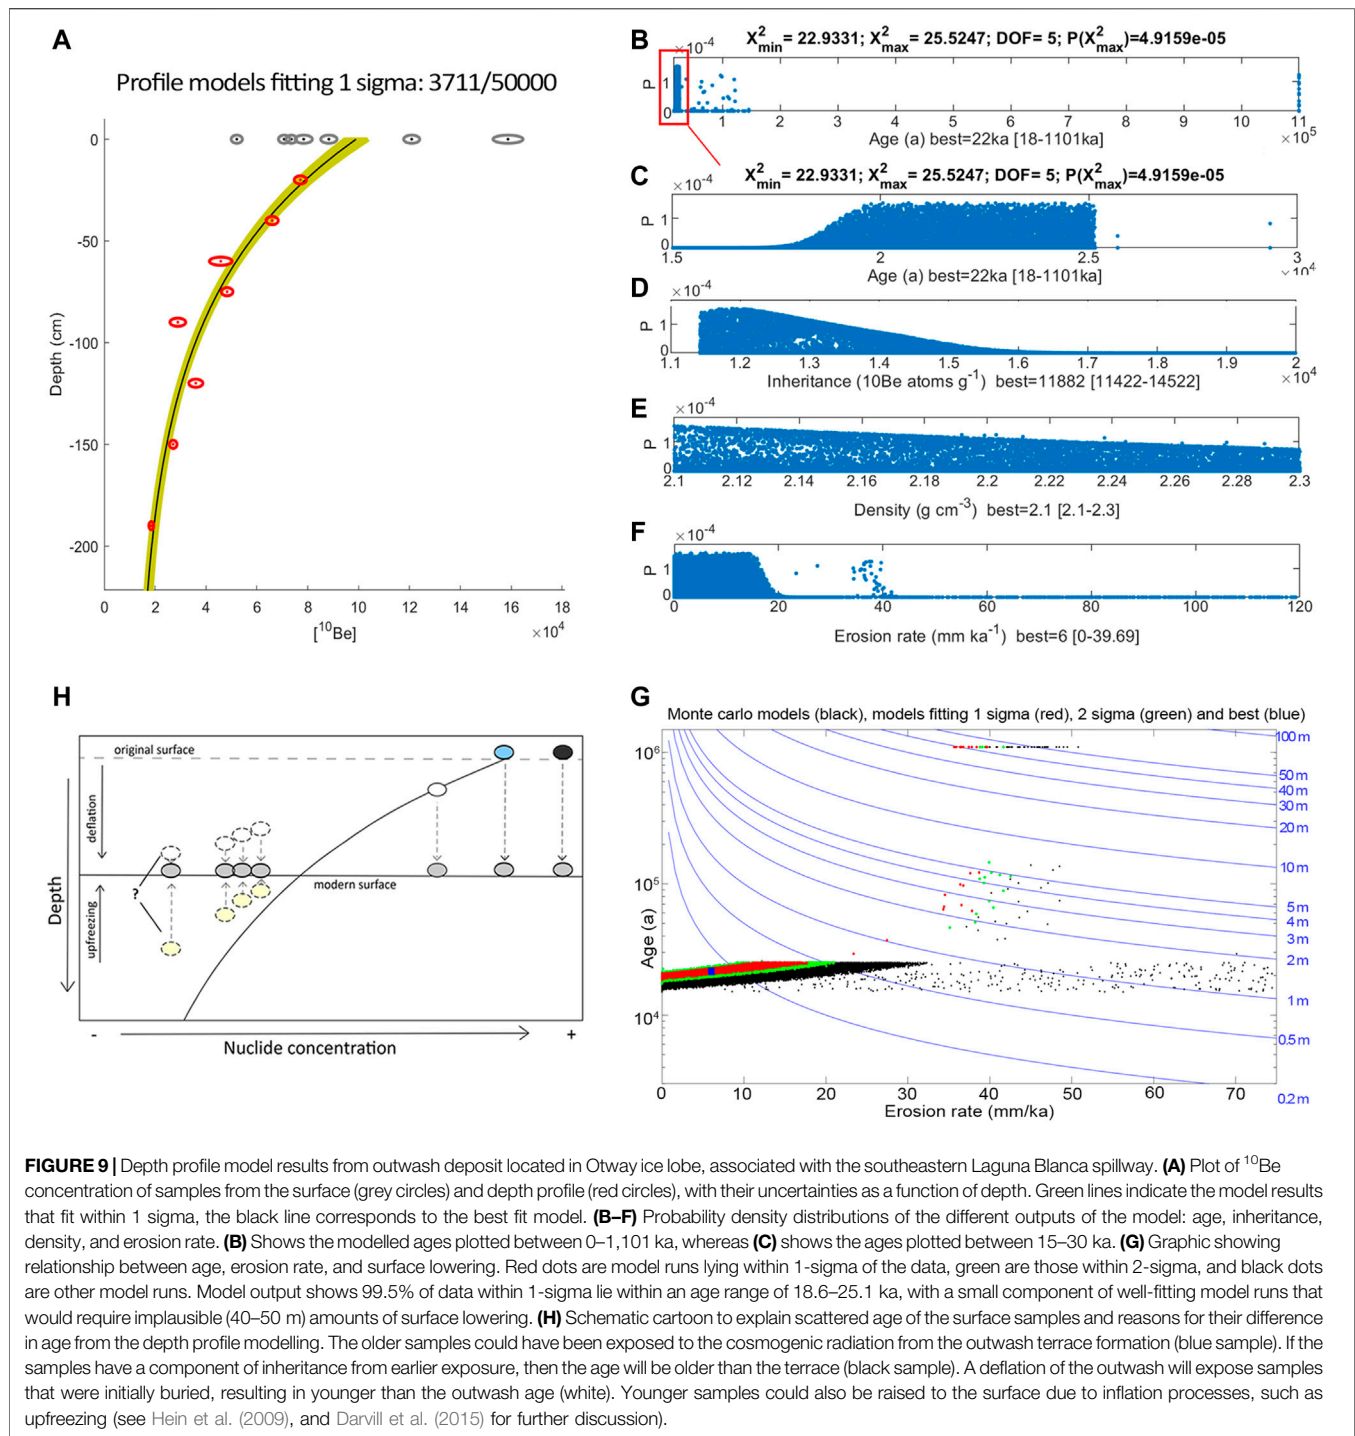 A
Profile models fitting 1 sigma: 3711/50000
0
-50
-100
-150
-200
Depth (cm)
0 2 4 6 8 10 12 14 16 18
×10⁴
[¹⁰Be]
B
×10⁻⁴ X²min= 22.9331; X²max= 25.5247; DOF= 5; P(X²max)=4.9159e-05
P
1
0
1 2 3 4 5 6 7 8 9 10 11
Age (a) best=22ka [18-1101ka]
×10⁵
C
×10⁻⁴ X²min= 22.9331; X²max= 25.5247; DOF= 5; P(X²max)=4.9159e-05
P
1
0
1.5 2 2.5 3
Age (a) best=22ka [18-1101ka]
×10⁴
D
×10⁻⁴
P
1
0
1.1 1.2 1.3 1.4 1.5 1.6 1.7 1.8 1.9 2
Inheritance (10Be atoms g⁻¹) best=11882 [11422-14522]
×10⁴
E
×10⁻⁴
P
1
0
2.1 2.12 2.14 2.16 2.18 2.2 2.22 2.24 2.26 2.28 2.3
Density (g cm⁻³) best=2.1 [2.1-2.3]
F
×10⁻⁴
P
1
0
0 20 40 60 80 100 120
Erosion rate (mm ka⁻¹) best=6 [0-39.69]
H
original surface
deflation
modern surface
?
upfreezing
Depth
- +
Nuclide concentration
G
Monte carlo models (black), models fitting 1 sigma (red), 2 sigma (green) and best (blue)
10⁶
10⁵
10⁴
Age (a)
100 m
50 m
40 m
30 m
20 m
10 m
5 m
4 m
3 m
2 m
1 m
0.5 m
0.2 m
0 10 20 30 40 50 60 70
Erosion rate (mm/ka)
FIGURE 9 | Depth profile model results from outwash deposit located in Otway ice lobe, associated with the southeastern Laguna Blanca spillway. (A) Plot of ¹⁰Be
concentration of samples from the surface (grey circles) and depth profile (red circles), with their uncertainties as a function of depth. Green lines indicate the model results
that fit within 1 sigma, the black line corresponds to the best fit model. (B–F) Probability density distributions of the different outputs of the model: age, inheritance,
density, and erosion rate. (B) Shows the modelled ages plotted between 0–1,101 ka, whereas (C) shows the ages plotted between 15–30 ka. (G) Graphic showing
relationship between age, erosion rate, and surface lowering. Red dots are model runs lying within 1-sigma of the data, green are those within 2-sigma, and black dots
are other model runs. Model output shows 99.5% of data within 1-sigma lie within an age range of 18.6–25.1 ka, with a small component of well-fitting model runs that
would require implausible (40–50 m) amounts of surface lowering. (H) Schematic cartoon to explain scattered age of the surface samples and reasons for their difference
in age from the depth profile modelling. The older samples could have been exposed to the cosmogenic radiation from the outwash terrace formation (blue sample). If the
samples have a component of inheritance from earlier exposure, then the age will be older than the terrace (black sample). A deflation of the outwash will expose samples
that were initially buried, resulting in younger than the outwash age (white). Younger samples could also be raised to the surface due to inflation processes, such as
upfreezing (see Hein et al. (2009), and Darvill et al. (2015) for further discussion).